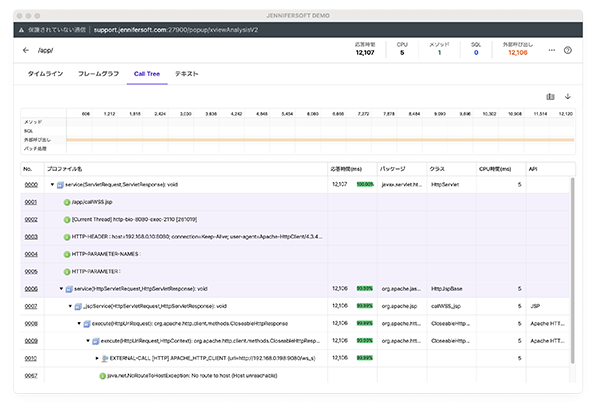 JENNIFERSOFT DEMO
保護されていない通信 | support.jennifersoft.com:27900/popup/xviewAnalysisV2
/app/
応答時間 CPU メソッド SQL 外部呼び出し
12,107 5 1 0 12,106
タイムライン フレームグラフ Call Tree テキスト
606 1,212 1,818 2,424 3,030 3,636 4,242 4,848 5,454 6,060 6,666 7,272 7,878 8,484 9,090 9,696 10,302 10,908 11,514 12,120
メソッド
SQL
外部呼び出し
バッチ処理
No. プロファイル名 応答時間(ms) パッケージ クラス CPU時間(ms) API
0000 service(ServletRequest,ServletResponse): void 12,107 100.00% javax.servlet.ht... HttpServlet 5
0001 /app/callWSS.jsp
0002 [Current Thread] http-bio-8080-exec-2110 [261019]
0003 HTTP-HEADER : host=192.168.0.10:8080; connection=Keep-Alive; user-agent=Apache-HttpClient/4.3.4...
0004 HTTP-PARAMETER-NAMES :
0005 HTTP-PARAMETER :
0006 service(HttpServletRequest,HttpServletResponse): void 12,106 99.99% org.apache.jas... HttpJspBase 5
0007 _jspService(HttpServletRequest,HttpServletResponse): void 12,106 99.99% org.apache.jsp callWSS_jsp 5 JSP
0008 execute(HttpUriRequest): org.apache.http.client.methods.CloseableHttpResponse 12,106 99.99% org.apache.http... CloseableHttp... 5 Apache HTT...
0009 execute(HttpUriRequest,HttpContext): org.apache.http.client.methods.CloseableHttpResp... 12,106 99.99% org.apache.http... CloseableHttp... 5 Apache HTT...
0010 EXTERNAL-CALL [HTTP] APACHE_HTTP_CLIENT (url=http://192.168.0.198:9080/ws_s) 12,106 99.99% 5
0067 java.net.NoRouteToHostException: No route to host (Host unreachable)